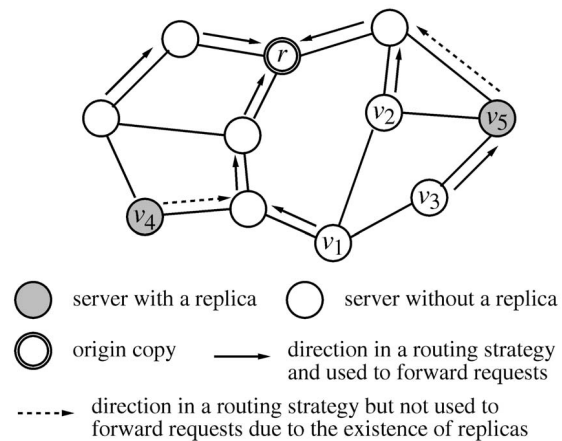 r
v2
v5
v3
v4
v1
server with a replica
server without a replica
origin copy
direction in a routing strategy
and used to forward requests
direction in a routing strategy but not used to
forward requests due to the existence of replicas